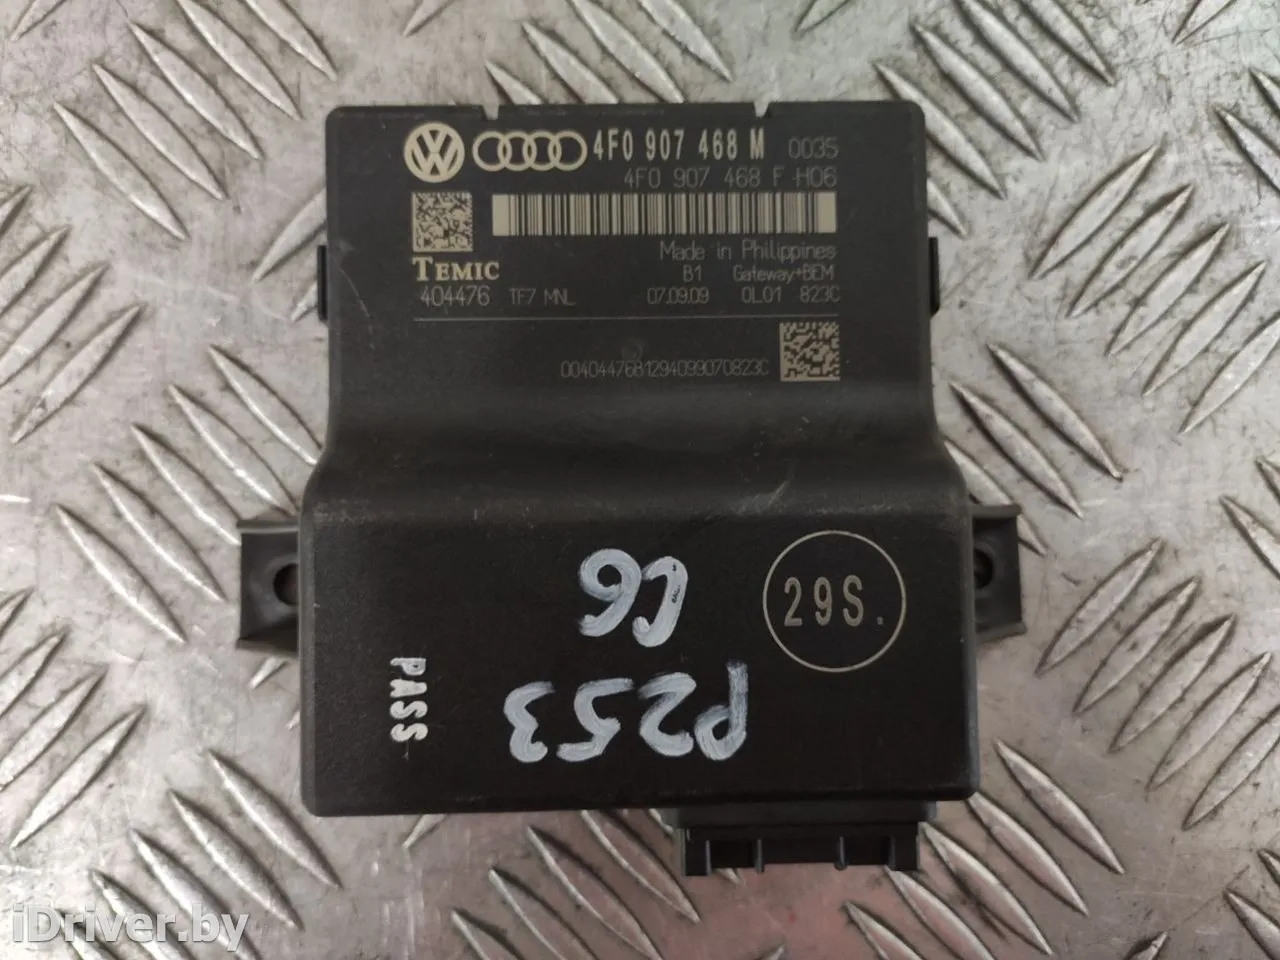 4F0 907 468 M 0035
4F0 907 468 F H06
Made in Philippines
TEMIC B1 Gateway+BEM
404476 TF7 MNL 07.09.09 0L01 823C
00404476B1294099070823C
29S.
C6
P253
PASS
iDriver.by